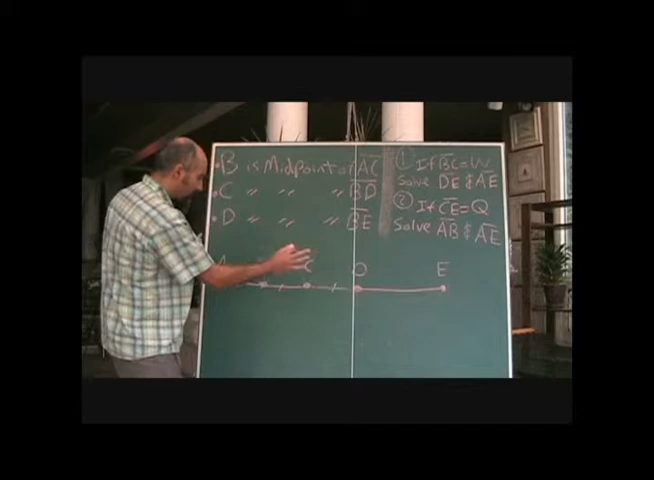 • B is Midpoint of AC
• C " " " BD
• D " " " BE
① If BC = W
Solve DE & AE
② If CE = Q
Solve AB & AE
A C D E